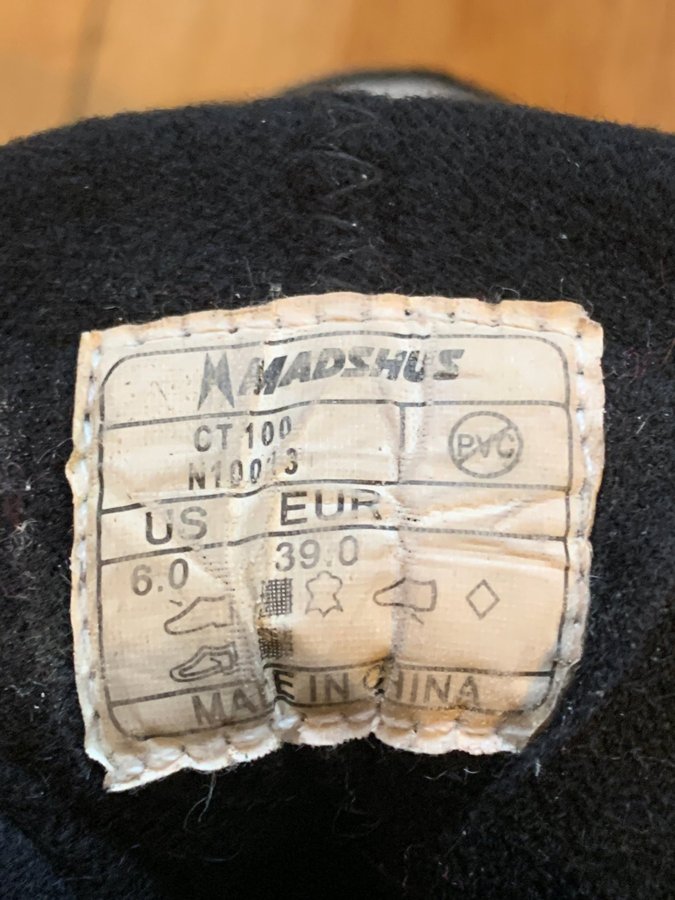 MADSHUS
CT 100
N10013
PVC
US EUR
6.0 39.0
MADE IN CHINA